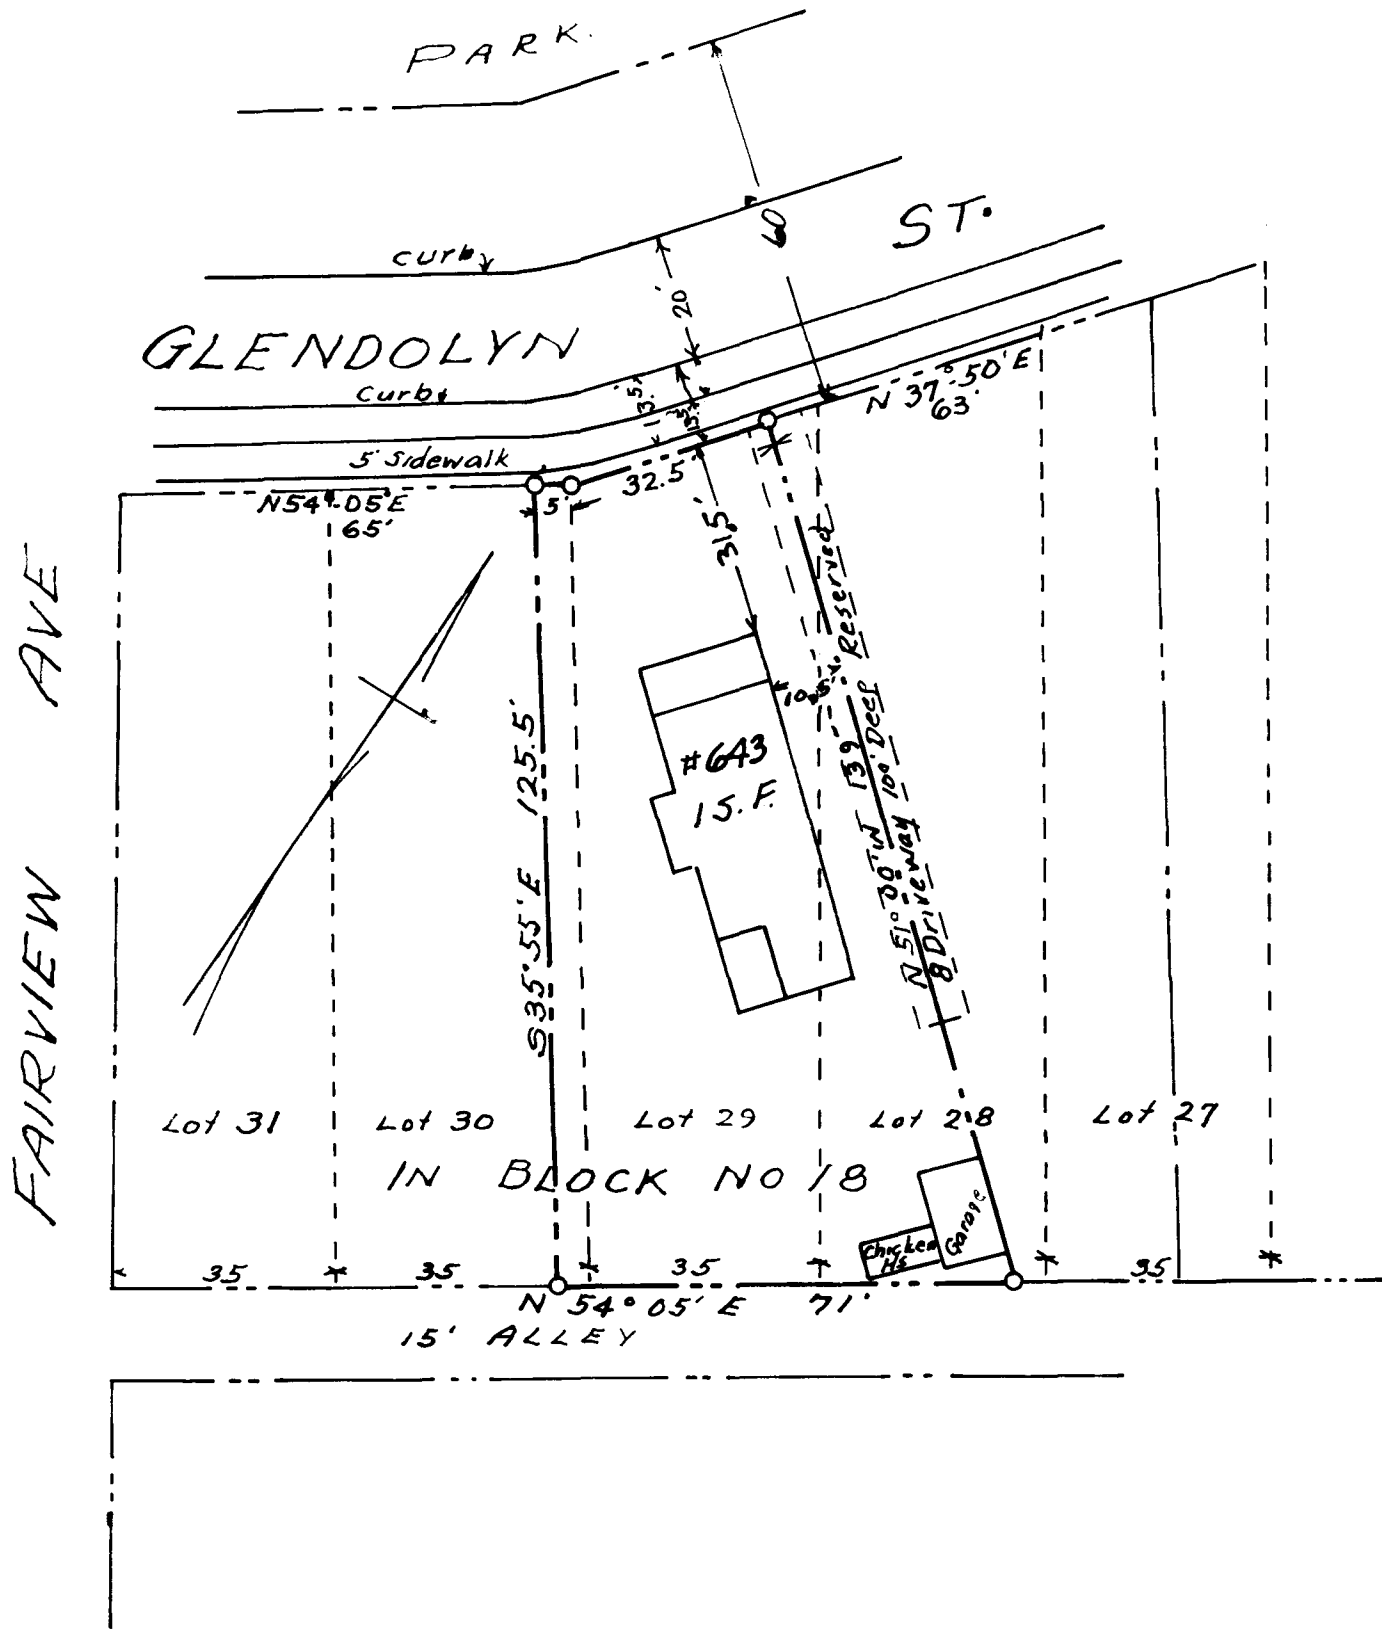 PARK.
60
ST.
curb
20'
GLENDOLYN
curb
13.5'
13.5'
N 37°-50' E
63'
5' Sidewalk
N54°-05'E
65'
5'
32.5
31.5'
AVE
FAIRVIEW
S35°55'E 125.5'
10.5'
#643
1 S. F.
N 51° 00' W 139'
8' Driveway 100' Deep Reserved
Lot 31
Lot 30
Lot 29
Lot 28
Lot 27
IN BLOCK NO 18
Garage
Chicken
Hs
35
35
35
35
N 54° 05' E 71'
15' ALLEY